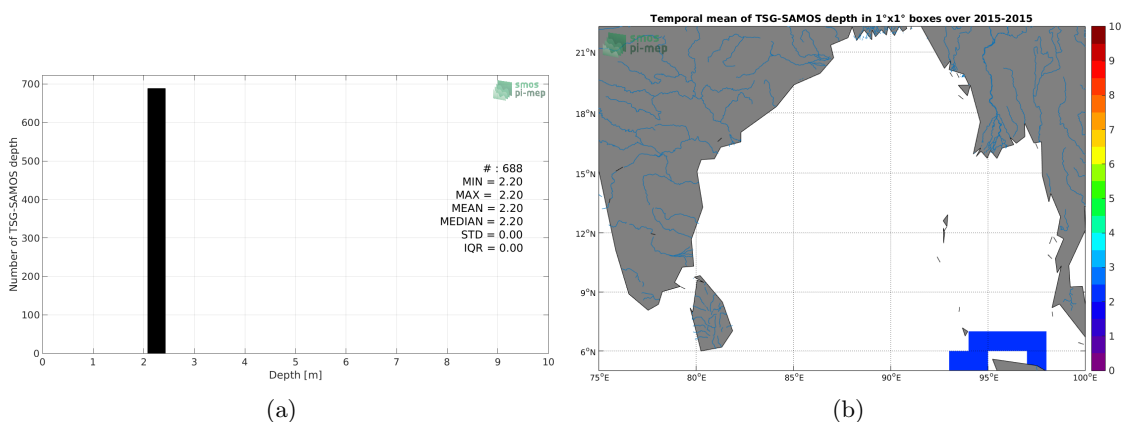 smos
pi-mep
Number of TSG-SAMOS depth
700
600
500
400
300
200
100
0
# : 688
MIN = 2.20
MAX = 2.20
MEAN = 2.20
MEDIAN = 2.20
STD = 0.00
IQR = 0.00
0 1 2 3 4 5 6 7 8 9 10
Depth [m]
(a)
Temporal mean of TSG-SAMOS depth in 1°x1° boxes over 2015-2015
smos
pi-mep
21°N
18°N
15°N
12°N
9°N
6°N
75°E 80°E 85°E 90°E 95°E 100°E
10
9
8
7
6
5
4
3
2
1
0
(b)